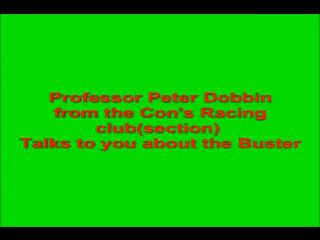 Professor Peter Dobbin
from the Con's Racing
club(section)
Talks to you about the Buster